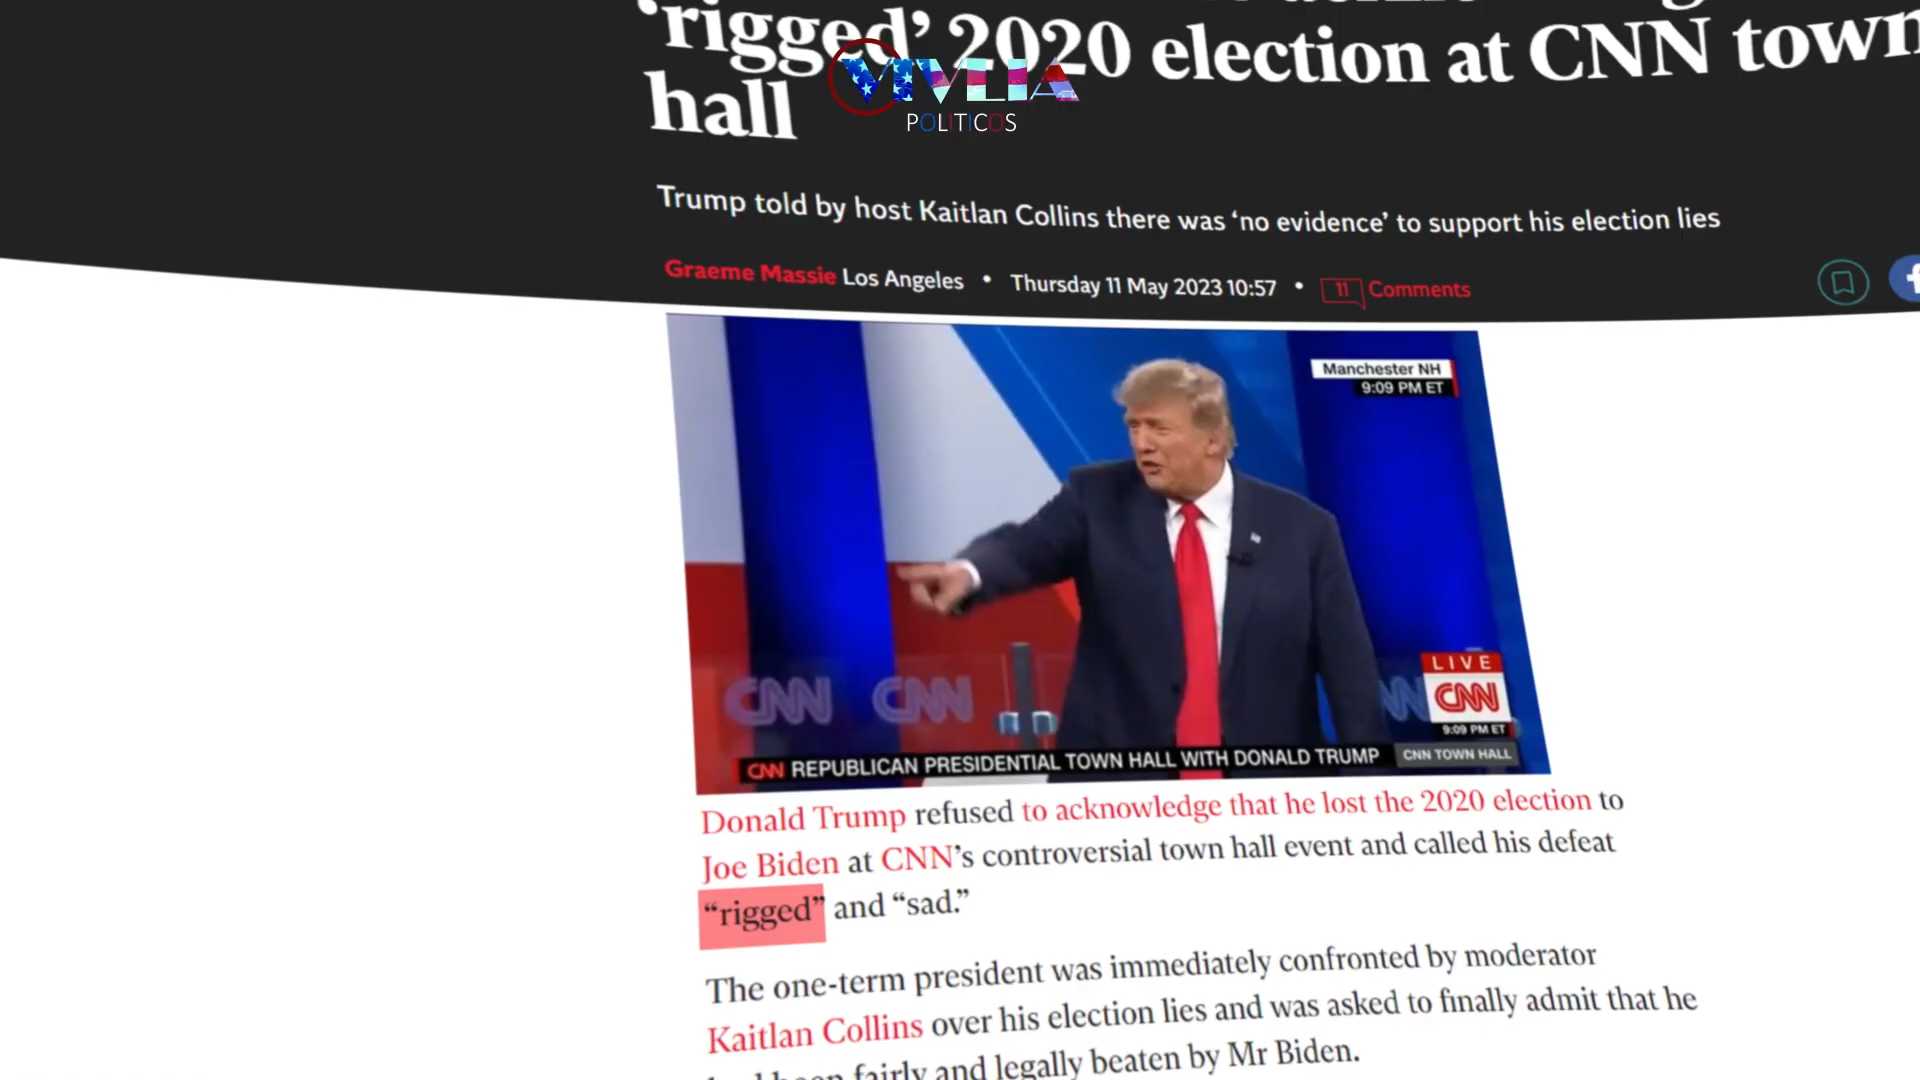 ‘rigged’ 2020 election at CNN town
hall
VIVLIA
POLITICOS
Trump told by host Kaitlan Collins there was ‘no evidence’ to support his election lies
Graeme Massie Los Angeles • Thursday 11 May 2023 10:57 • 11 Comments
Manchester NH
9:09 PM ET
CNN CNN
LIVE
CNN
9:09 PM ET
CNN REPUBLICAN PRESIDENTIAL TOWN HALL WITH DONALD TRUMP CNN TOWN HALL
Donald Trump refused to acknowledge that he lost the 2020 election to
Joe Biden at CNN’s controversial town hall event and called his defeat
“rigged” and “sad.”
The one-term president was immediately confronted by moderator
Kaitlan Collins over his election lies and was asked to finally admit that he
been fairly and legally beaten by Mr Biden.